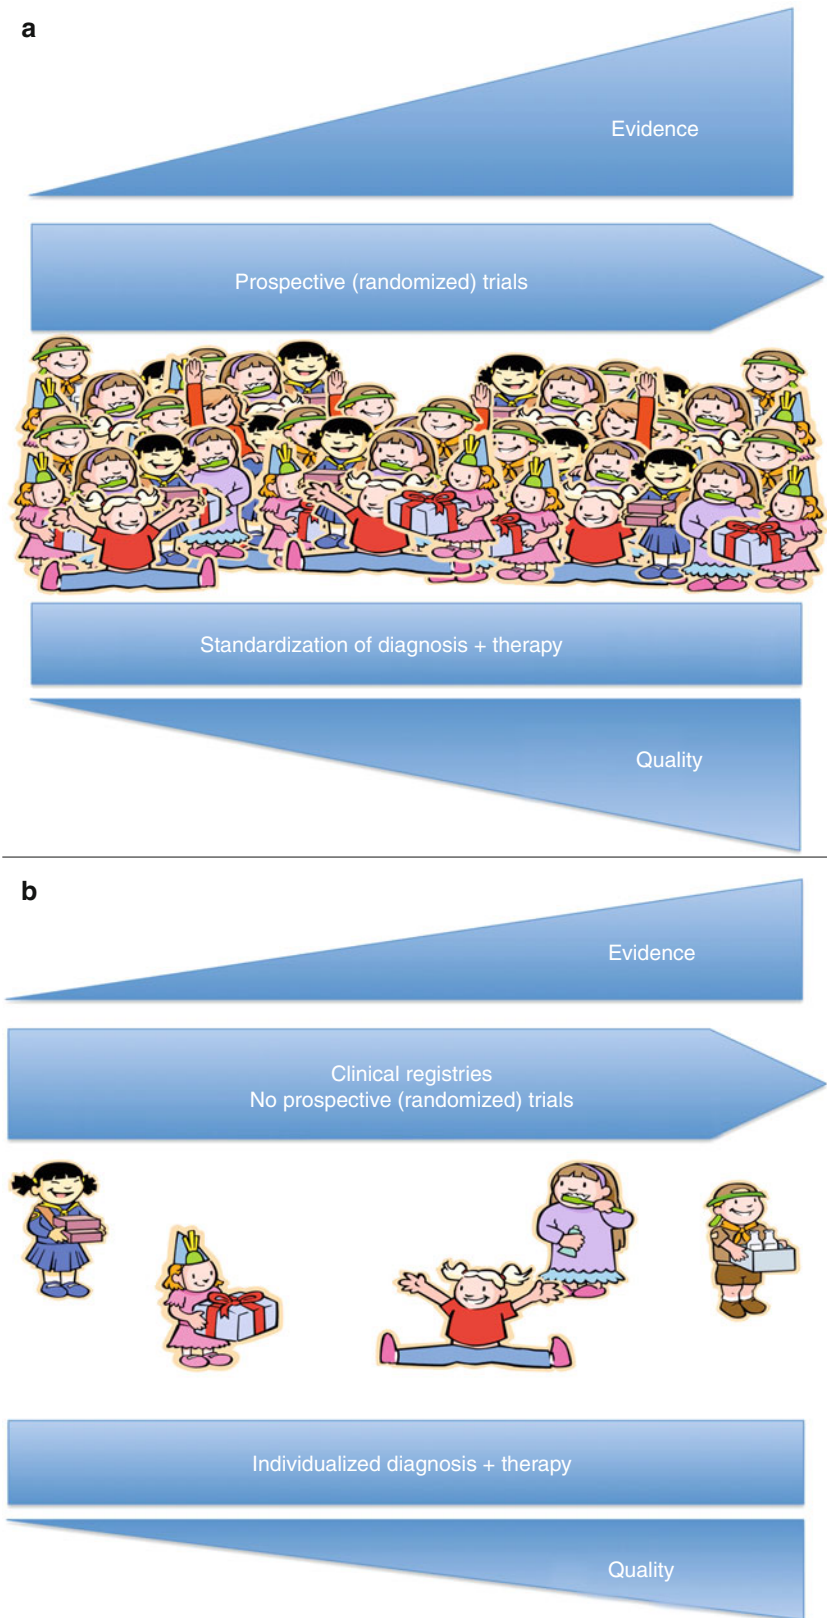 a
Evidence
Prospective (randomized) trials
Standardization of diagnosis + therapy
Quality
b
Evidence
Clinical registries
No prospective (randomized) trials
Individualized diagnosis + therapy
Quality